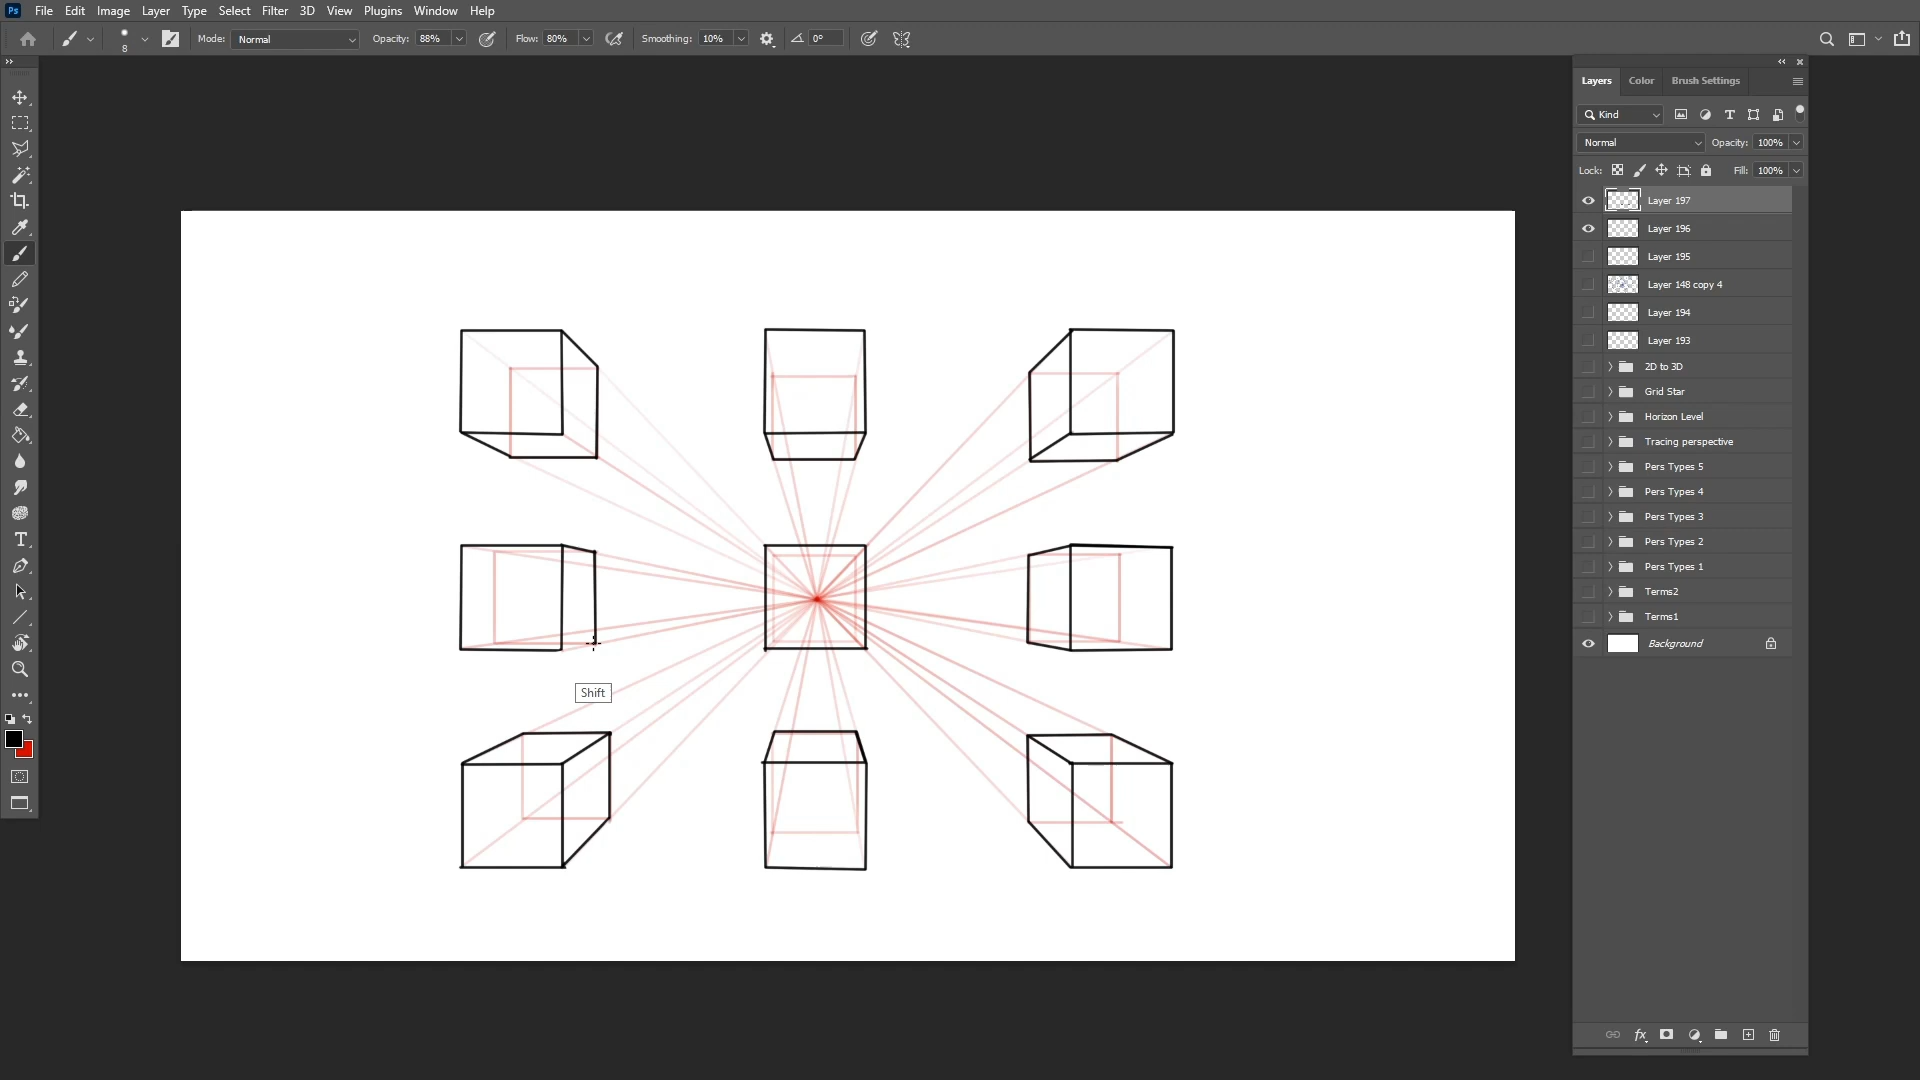 Ps File Edit Image Layer Type Select Filter 3D View Plugins Window Help
8 Mode: Normal Opacity: 88% Flow: 80% Smoothing: 10% 0°
Layers Color Brush Settings
Kind
Normal Opacity: 100%
Lock: Fill: 100%
Layer 197
Layer 196
Layer 195
Layer 148 copy 4
Layer 194
Layer 193
2D to 3D
Grid Star
Horizon Level
Tracing perspective
Pers Types 5
Pers Types 4
Pers Types 3
Pers Types 2
Pers Types 1
Terms2
Terms1
Background
Shift
fx